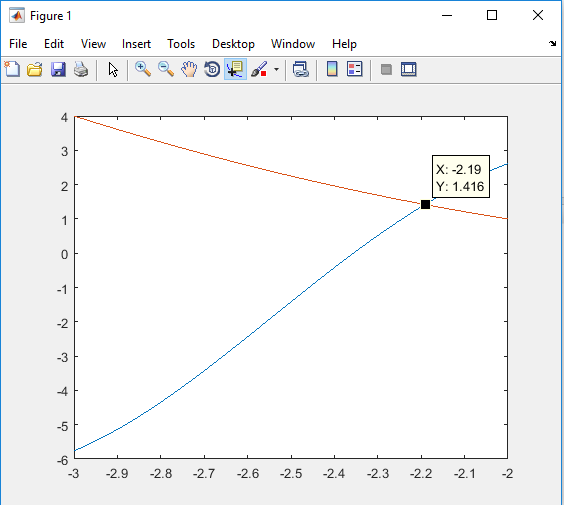 Figure 1
File Edit View Insert Tools Desktop Window Help
4
3
2
1
0
-1
-2
-3
-4
-5
-6
X: -2.19
Y: 1.416
-3 -2.9 -2.8 -2.7 -2.6 -2.5 -2.4 -2.3 -2.2 -2.1 -2